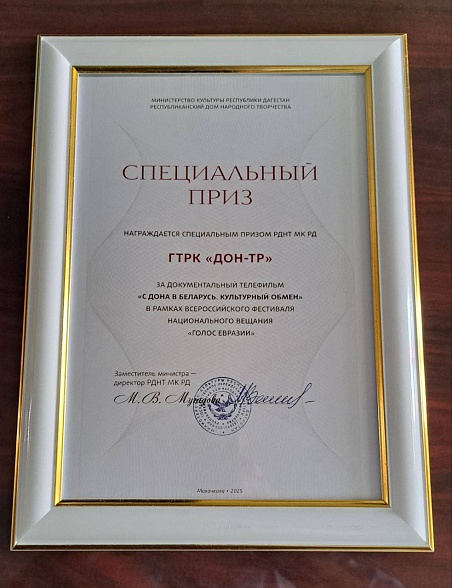 МИНИСТЕРСТВО КУЛЬТУРЫ РЕСПУБЛИКИ ДАГЕСТАН
РЕСПУБЛИКАНСКИЙ ДОМ НАРОДНОГО ТВОРЧЕСТВА
СПЕЦИАЛЬНЫЙ
ПРИЗ
НАГРАЖДАЕТСЯ СПЕЦИАЛЬНЫМ ПРИЗОМ РДНТ МК РД
ГТРК «ДОН-ТР»
ЗА ДОКУМЕНТАЛЬНЫЙ ТЕЛЕФИЛЬМ
«С ДОНА В БЕЛАРУСЬ. КУЛЬТУРНЫЙ ОБМЕН»
В РАМКАХ ВСЕРОССИЙСКОГО ФЕСТИВАЛЯ
НАЦИОНАЛЬНОГО ВЕЩАНИЯ
«ГОЛОС ЕВРАЗИИ»
Заместитель министра –
директор РДНТ МК РД
М. В. Мугадова
Махачкала • 2025